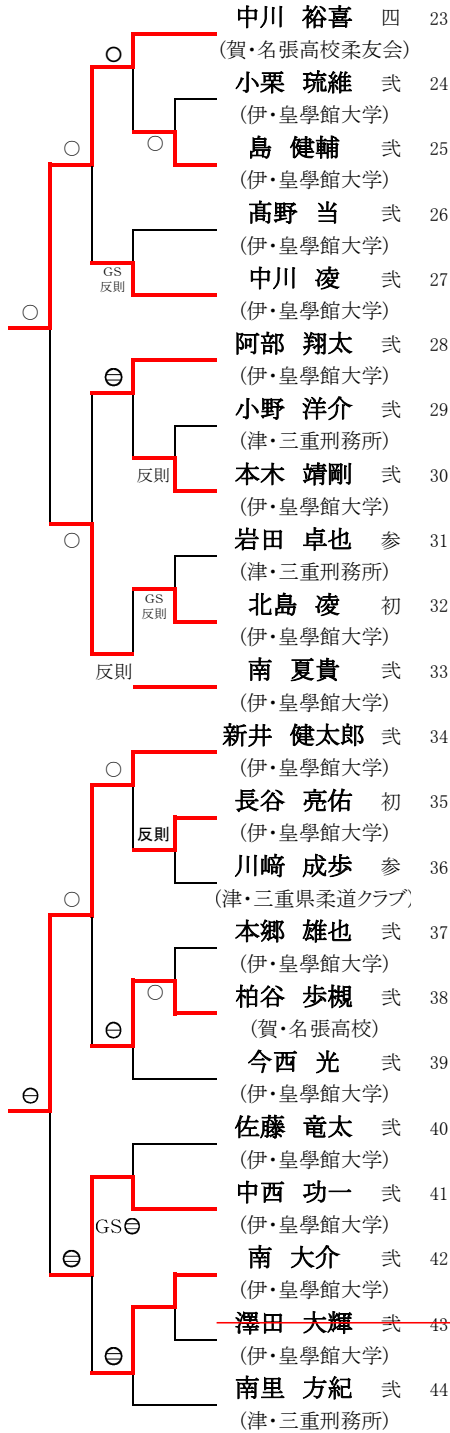 中川 裕喜 四 23
○
(賀・名張高校柔友会)
小栗 琉維 弐 24
(伊・皇學館大学)
○ ○
島 健輔 弐 25
(伊・皇學館大学)
髙野 当 弐 26
(伊・皇學館大学)
GS
反則
中川 凌 弐 27
(伊・皇學館大学)
○
阿部 翔太 弐 28
(伊・皇學館大学)
小野 洋介 弐 29
(津・三重刑務所)
反則
本木 靖剛 弐 30
(伊・皇學館大学)
○
岩田 卓也 参 31
(津・三重刑務所)
GS
反則
北島 凌 初 32
(伊・皇學館大学)
反則
南 夏貴 弐 33
(伊・皇學館大学)
新井 健太郎 弐 34
○
(伊・皇學館大学)
長谷 亮佑 初 35
(伊・皇學館大学)
反則
川﨑 成歩 参 36
(津・三重県柔道クラブ)
○
本郷 雄也 弐 37
(伊・皇學館大学)
○
柏谷 歩槻 弐 38
(賀・名張高校)
今西 光 弐 39
(伊・皇學館大学)
佐藤 竜太 弐 40
(伊・皇學館大学)
中西 功一 弐 41
GS
(伊・皇學館大学)
南 大介 弐 42
(伊・皇學館大学)
澤田 大輝 弐 43
(伊・皇學館大学)
南里 方紀 弐 44
(津・三重刑務所)